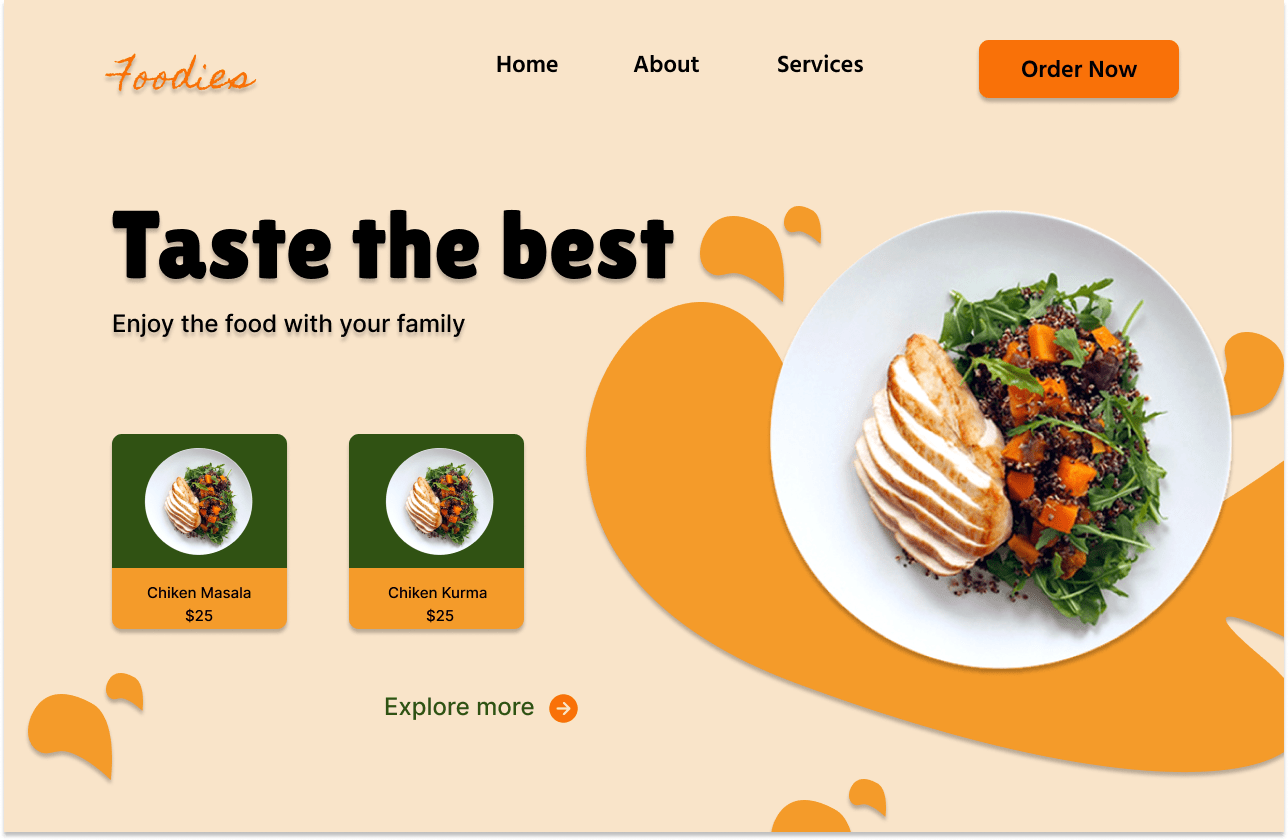 Foodies
Home
About
Services
Order Now
Taste the best
Enjoy the food with your family
Chiken Masala
$25
Chiken Kurma
$25
Explore more